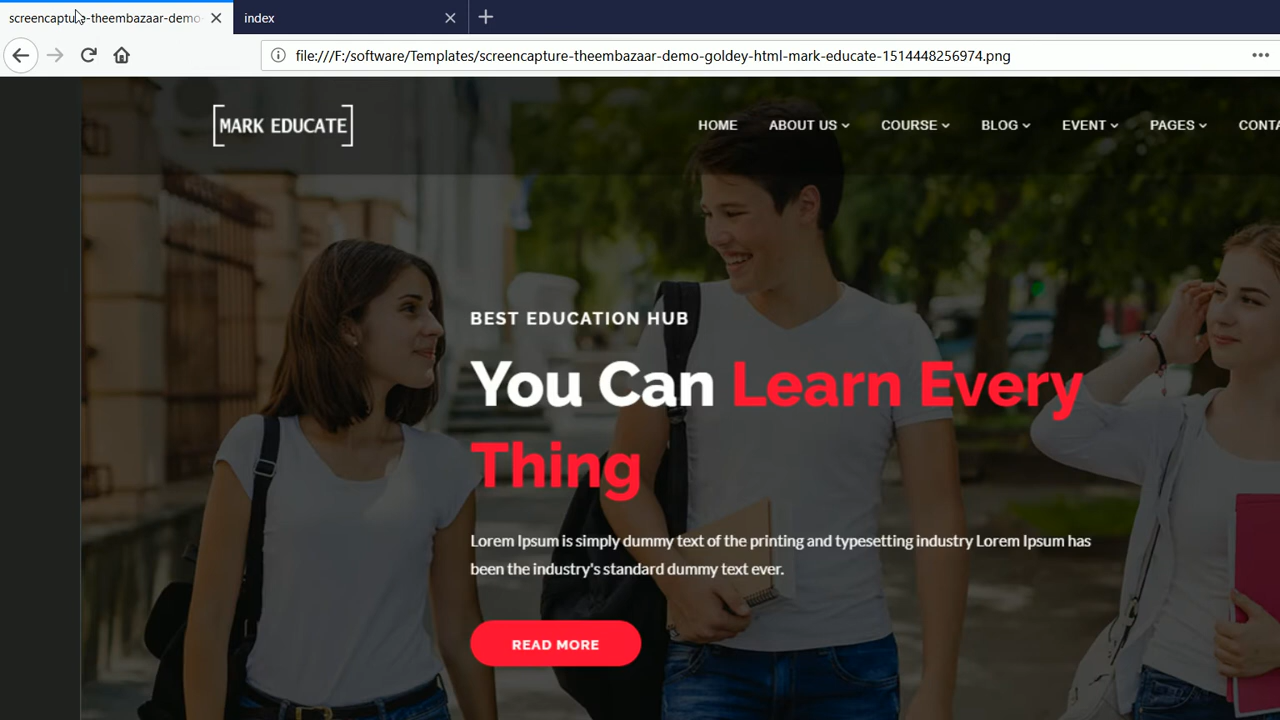 screencapture-theembazaar-demo-
index
file:///F:/software/Templates/screencapture-theembazaar-demo-goldey-html-mark-educate-1514448256974.png
[MARK EDUCATE]
HOME ABOUT US COURSE BLOG EVENT PAGES CONTA
BEST EDUCATION HUB
You Can Learn Every
Thing
Lorem Ipsum is simply dummy text of the printing and typesetting industry Lorem Ipsum has
been the industry's standard dummy text ever.
READ MORE